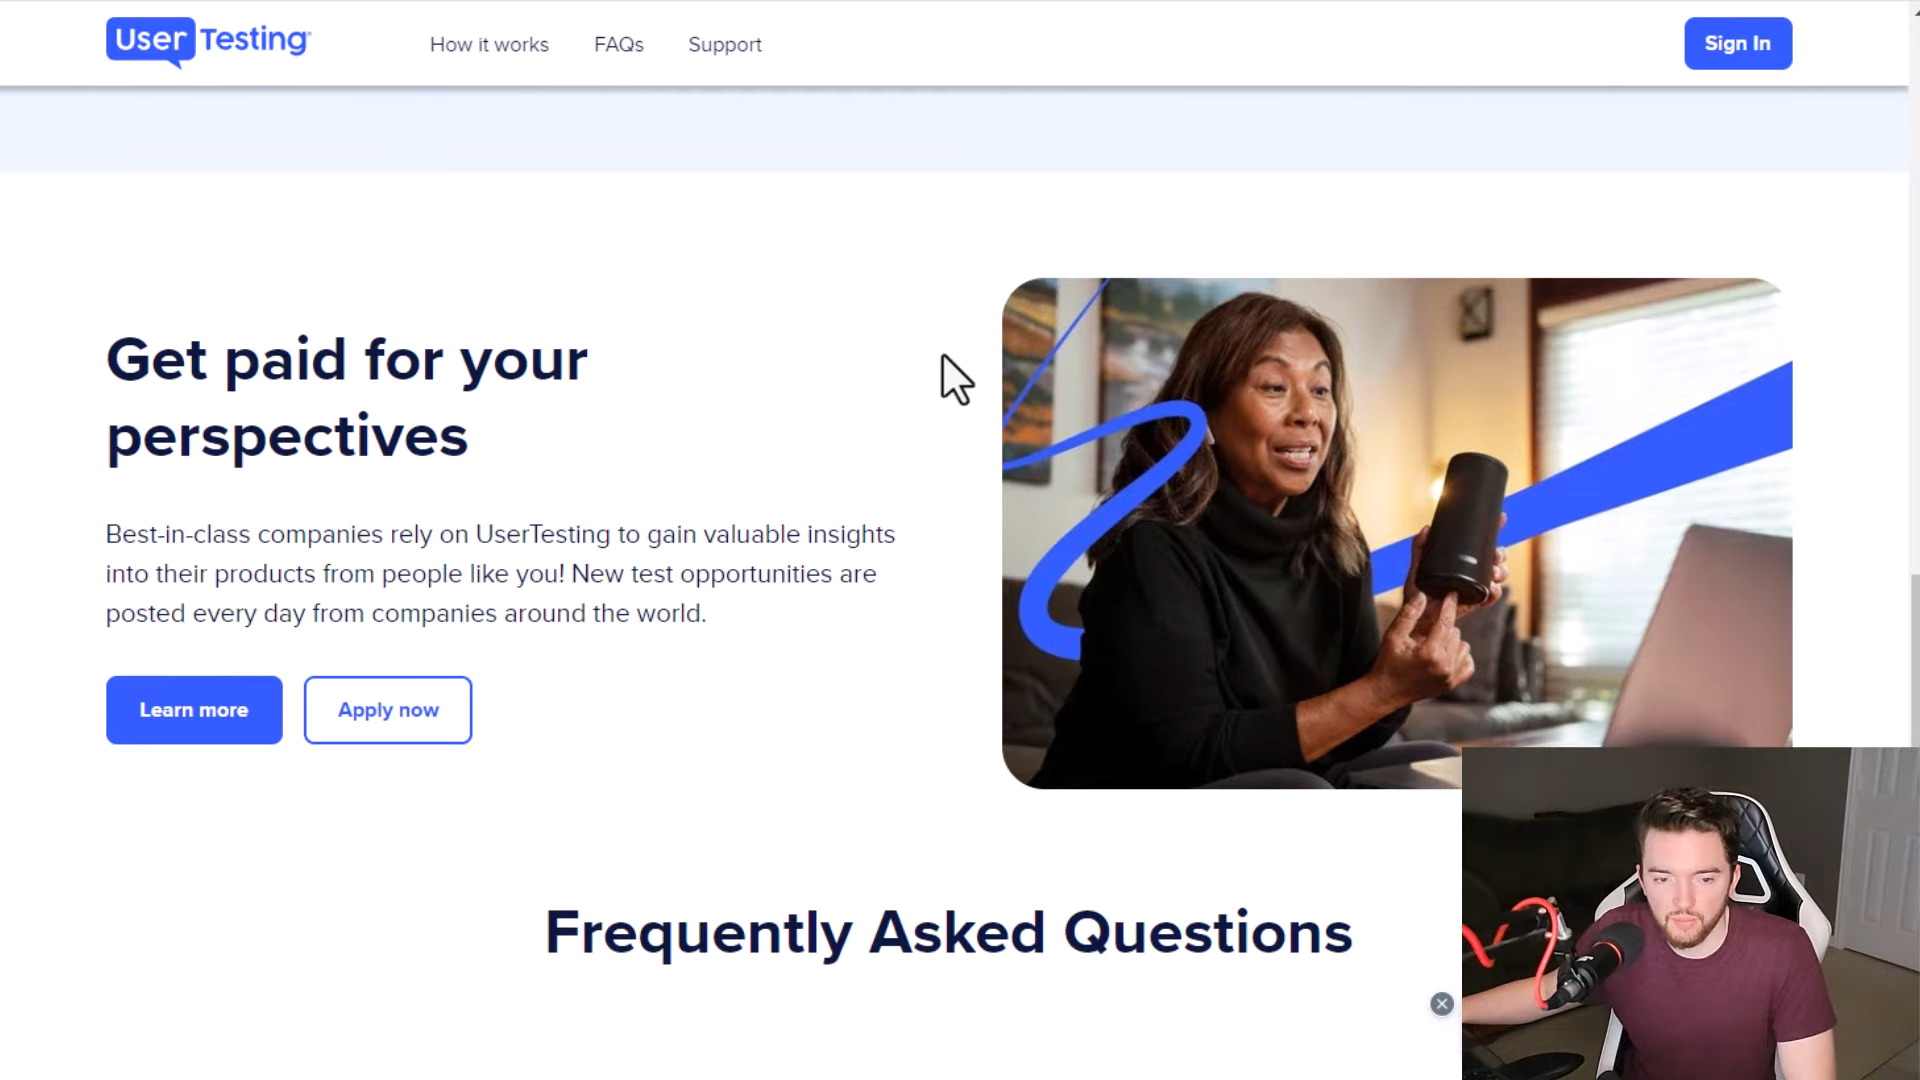 User Testing
How it works
FAQs
Support
Sign In
Get paid for your
perspectives
Best-in-class companies rely on UserTesting to gain valuable insights
into their products from people like you! New test opportunities are
posted every day from companies around the world.
Learn more
Apply now
Frequently Asked Questions